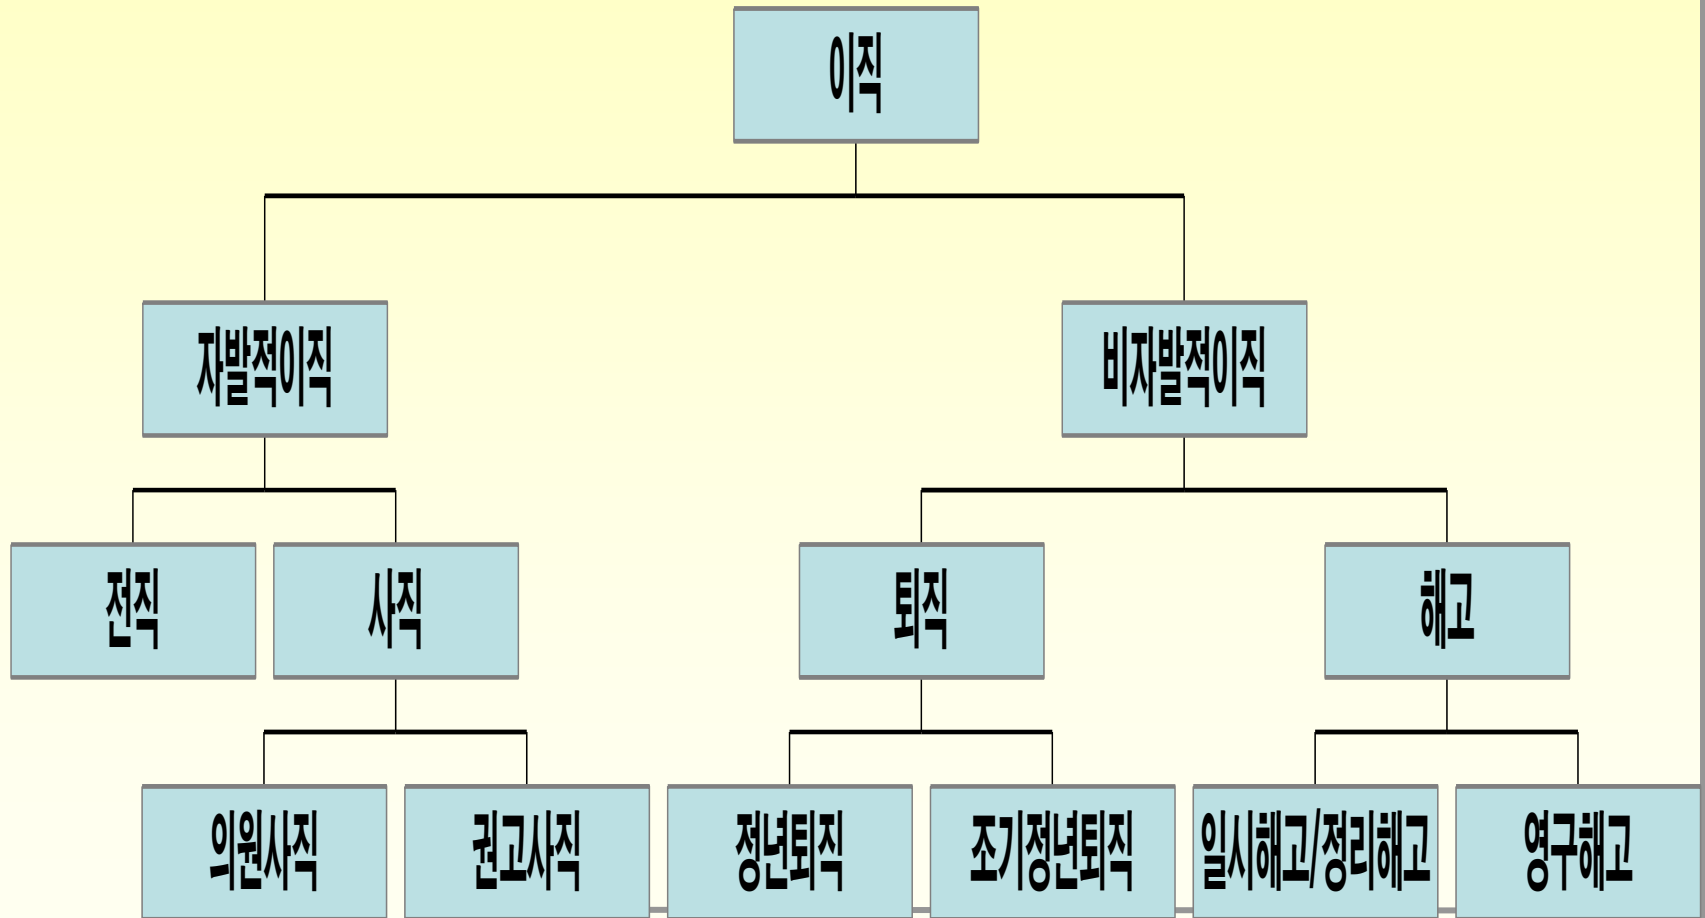 이직
자발적이직
비자발적이직
전직
사직
퇴직
해고
의원사직
권고사직
정년퇴직
조기정년퇴직
일시해고/정리해고
영구해고